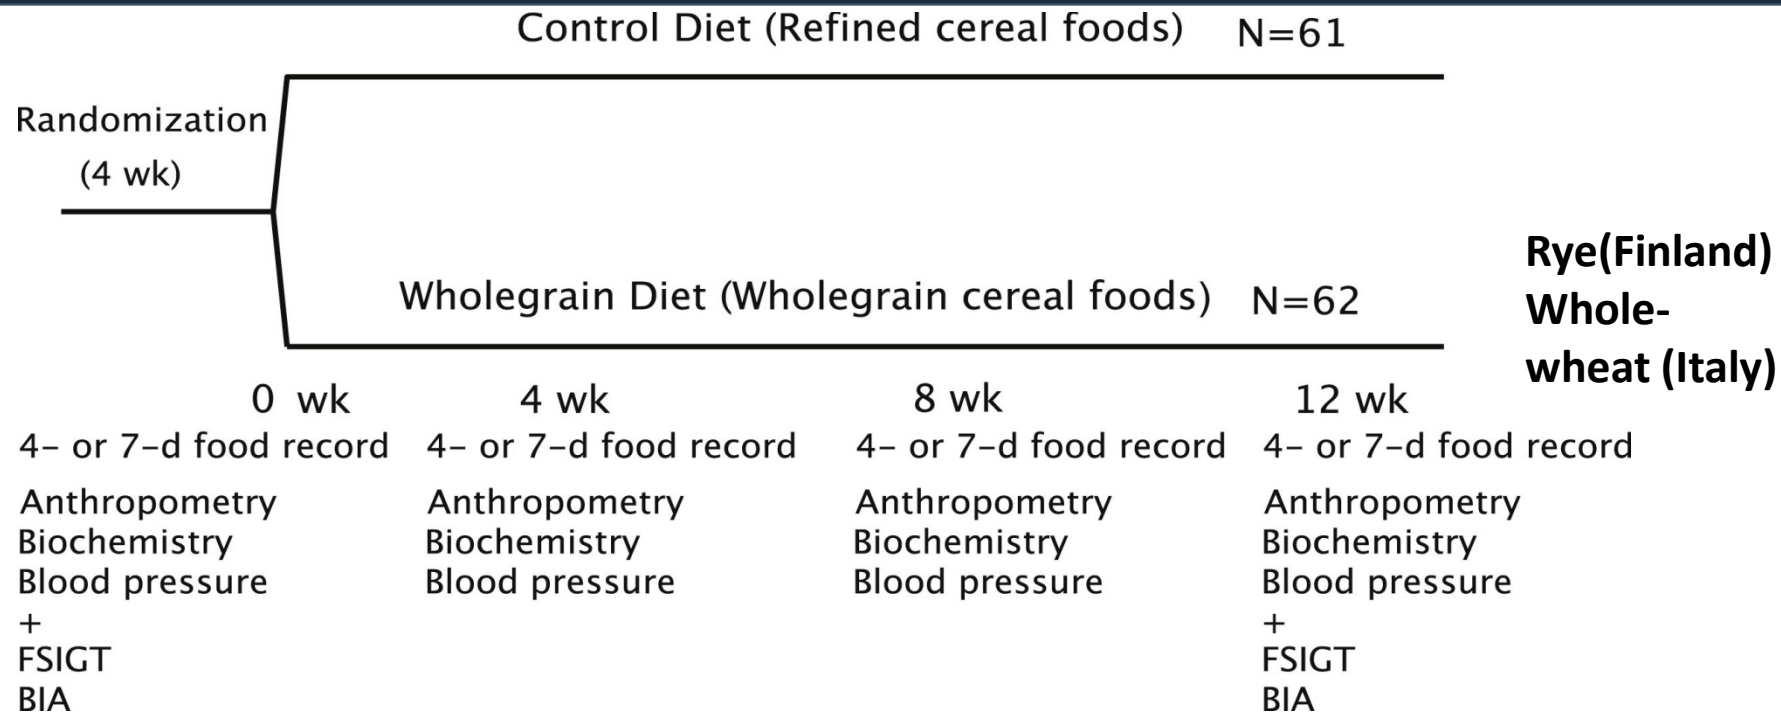 Control Diet (Refined cereal foods) N=61
Randomization
(4 wk)
Wholegrain Diet (Wholegrain cereal foods) N=62
Rye(Finland)
Whole-
wheat (Italy)
0 wk 4 wk 8 wk 12 wk
4- or 7-d food record 4- or 7-d food record 4- or 7-d food record 4- or 7-d food record
Anthropometry Anthropometry Anthropometry Anthropometry
Biochemistry Biochemistry Biochemistry Biochemistry
Blood pressure Blood pressure Blood pressure Blood pressure
+ +
FSIGT FSIGT
BIA BIA